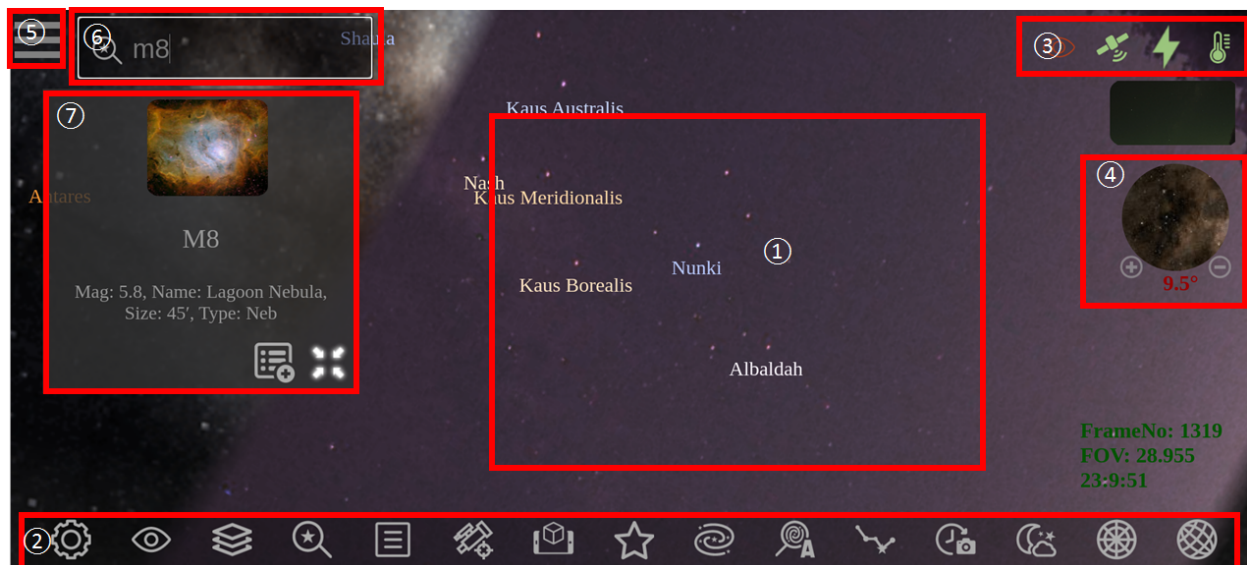 ⑤
⑥
m8
Shaula
③
⑦
Kaus Australis
④
Antares
Nash
Kaus Meridionalis
M8
①
Nunki
Kaus Borealis
9.5°
Mag: 5.8, Name: Lagoon Nebula,
Size: 45′, Type: Neb
Albaldah
FrameNo: 1319
FOV: 28.955
23:9:51
②
A